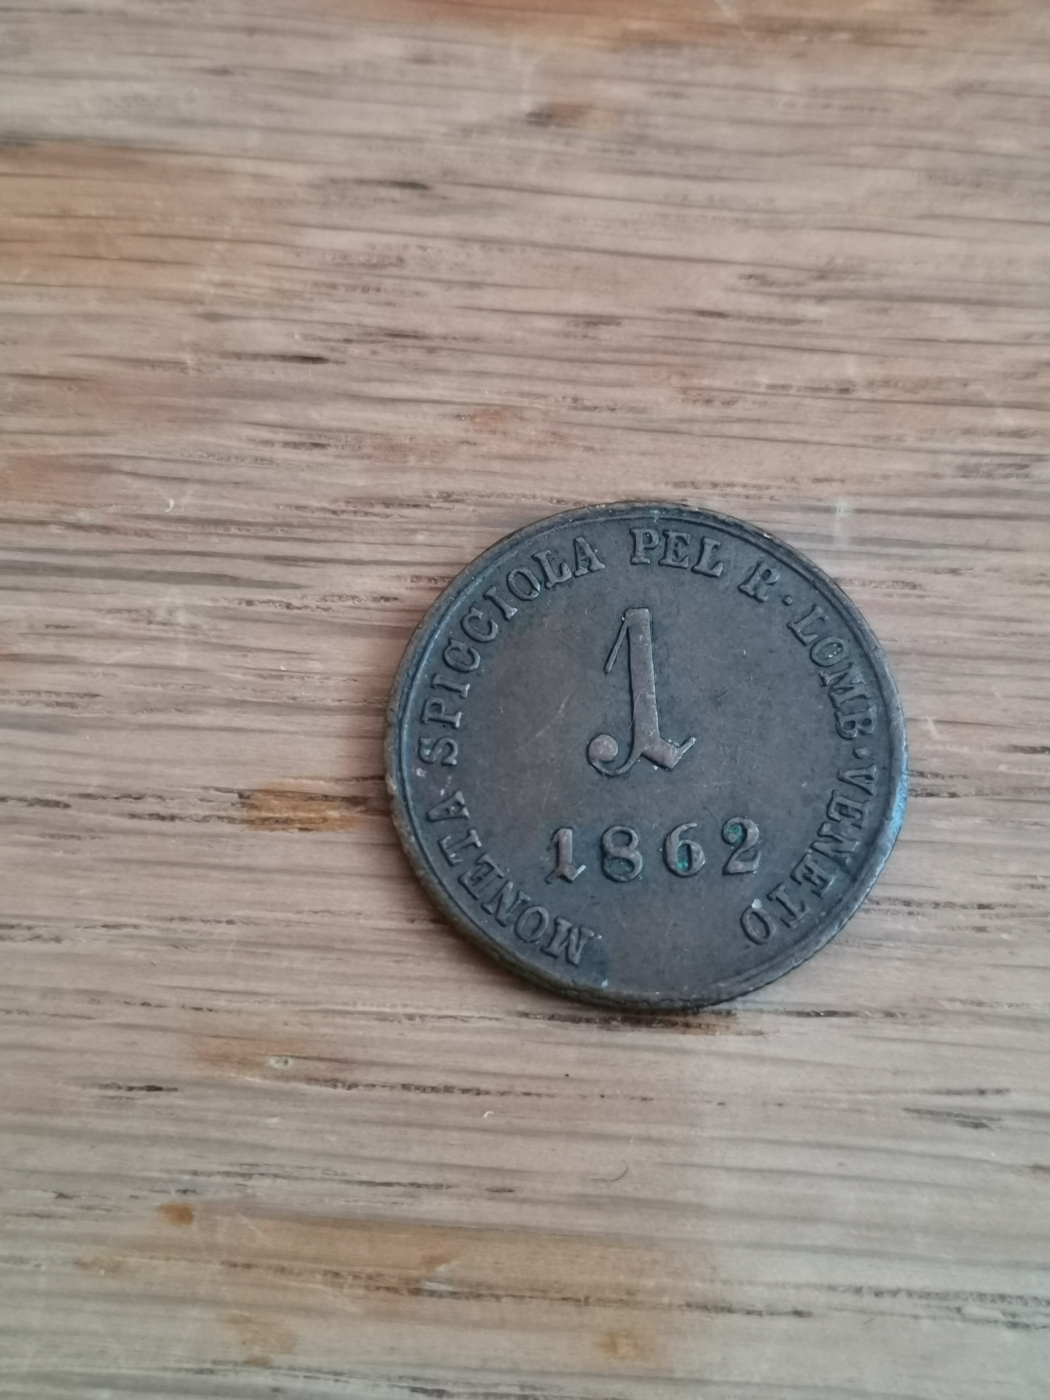 MONETA SPICCIOLA PEL R · LOMB · VENETO
1
1862